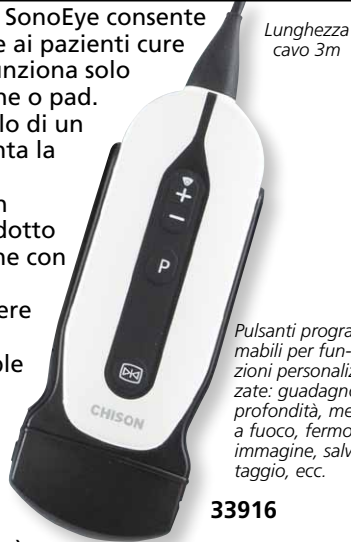 SonoEye consente
e ai pazienti cure
unziona solo
ne o pad.
lo di un
nta la
n
dotto
ne con
ere
ble
Lunghezza
cavo 3m
+
−
P
CHISON
Pulsanti progra
mabili per fun-
zioni personaliz
zate: guadagno
profondità, me
a fuoco, fermo
immagine, salv
taggio, ecc.
33916